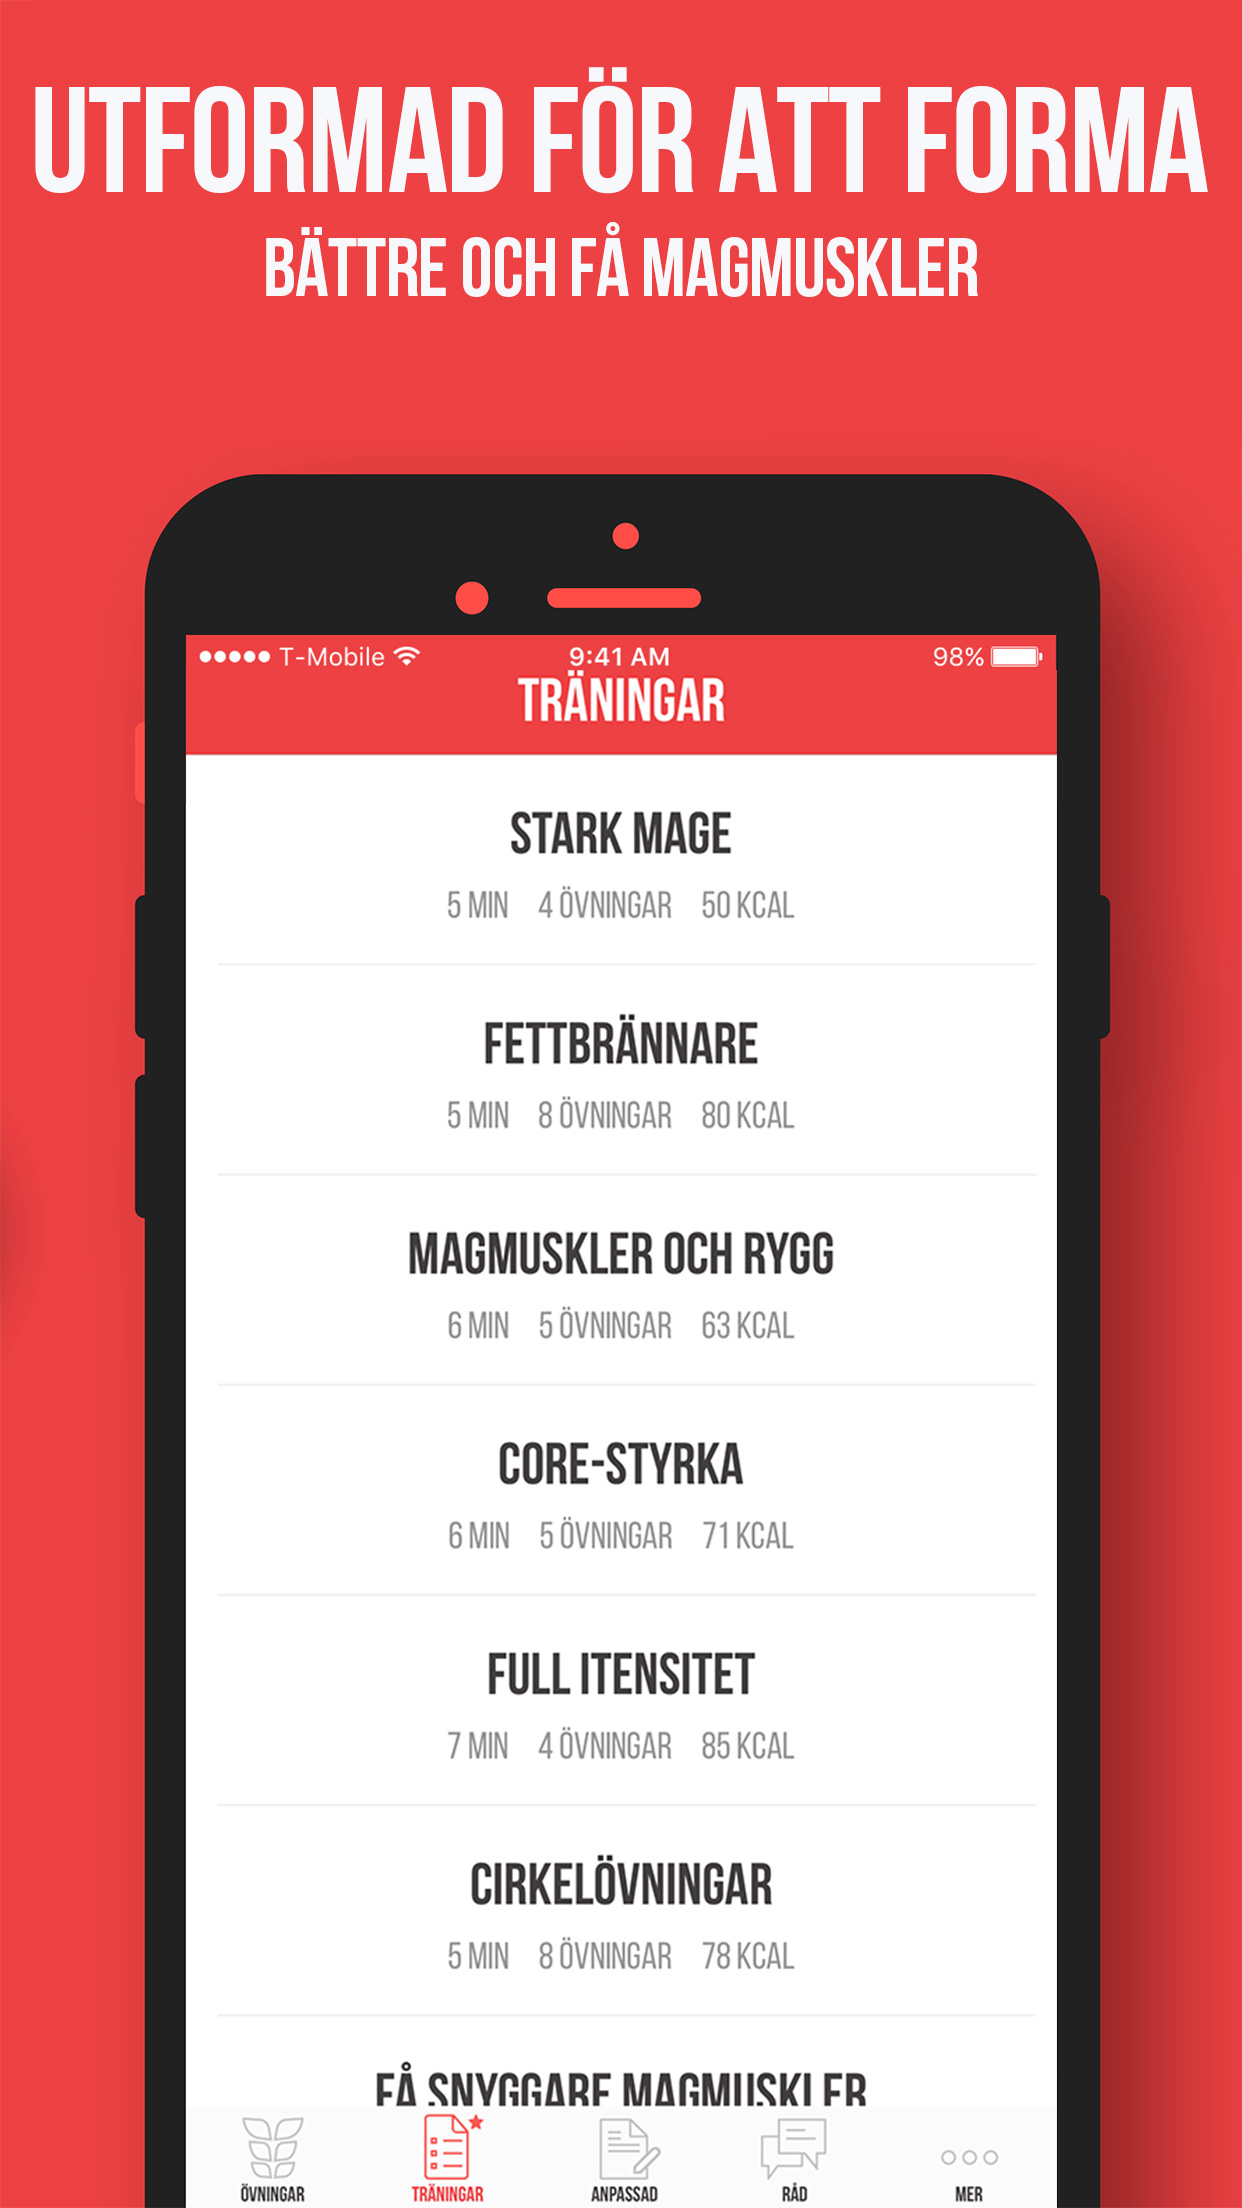 UTFORMAD FÖR ATT FORMA
BÄTTRE OCH FÅ MAGMUSKLER
T-Mobile 9:41 AM 98%
TRÄNINGAR
STARK MAGE
5 MIN 4 ÖVNINGAR 50 KCAL
FETTBRÄNNARE
5 MIN 8 ÖVNINGAR 80 KCAL
MAGMUSKLER OCH RYGG
6 MIN 5 ÖVNINGAR 63 KCAL
CORE-STYRKA
6 MIN 5 ÖVNINGAR 71 KCAL
FULL ITENSITET
7 MIN 4 ÖVNINGAR 85 KCAL
CIRKELÖVNINGAR
5 MIN 8 ÖVNINGAR 78 KCAL
FÅ SNYGGARE MAGMUSKLER
ÖVNINGAR TRÄNINGAR ANPASSAD RÅD MER